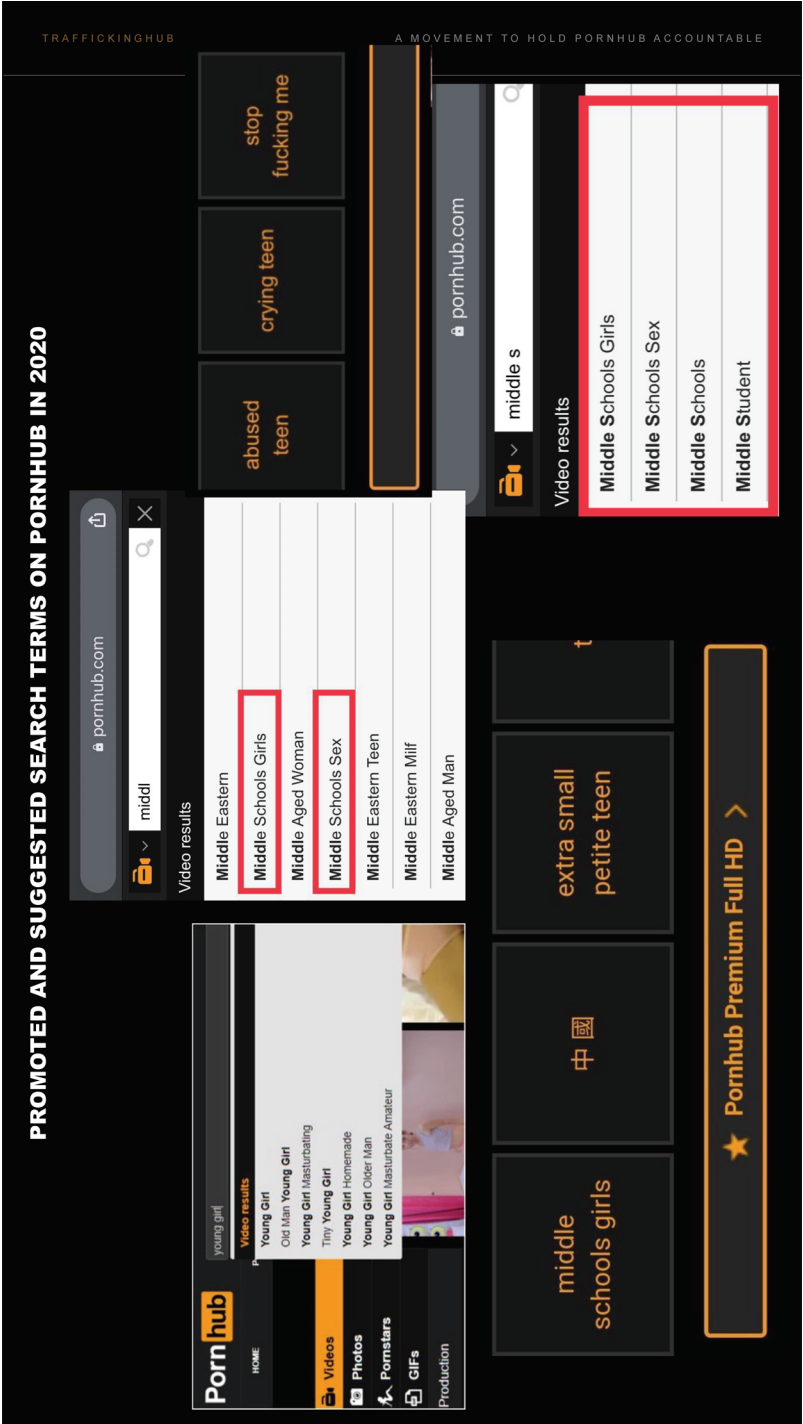 TRAFFICKINGHUB
A MOVEMENT TO HOLD PORNHUB ACCOUNTABLE
PROMOTED AND SUGGESTED SEARCH TERMS ON PORNHUB IN 2020
Pornhub
young girl
HOME
Video results
Young Girl
Old Man Young Girl
Young Girl Masturbating
Tiny Young Girl
Young Girl Homemade
Young Girl Older Man
Young Girl Masturbate Amateur
Videos
Photos
Pornstars
GIFs
Production
pornhub.com
middl
Video results
Middle Eastern
Middle Schools Girls
Middle Aged Woman
Middle Schools Sex
Middle Eastern Teen
Middle Eastern Milf
Middle Aged Man
abused
teen
crying teen
stop
fucking me
middle
schools girls
中國
extra small
petite teen
Pornhub Premium Full HD
pornhub.com
middle s
Video results
Middle Schools Girls
Middle Schools Sex
Middle Schools
Middle Student